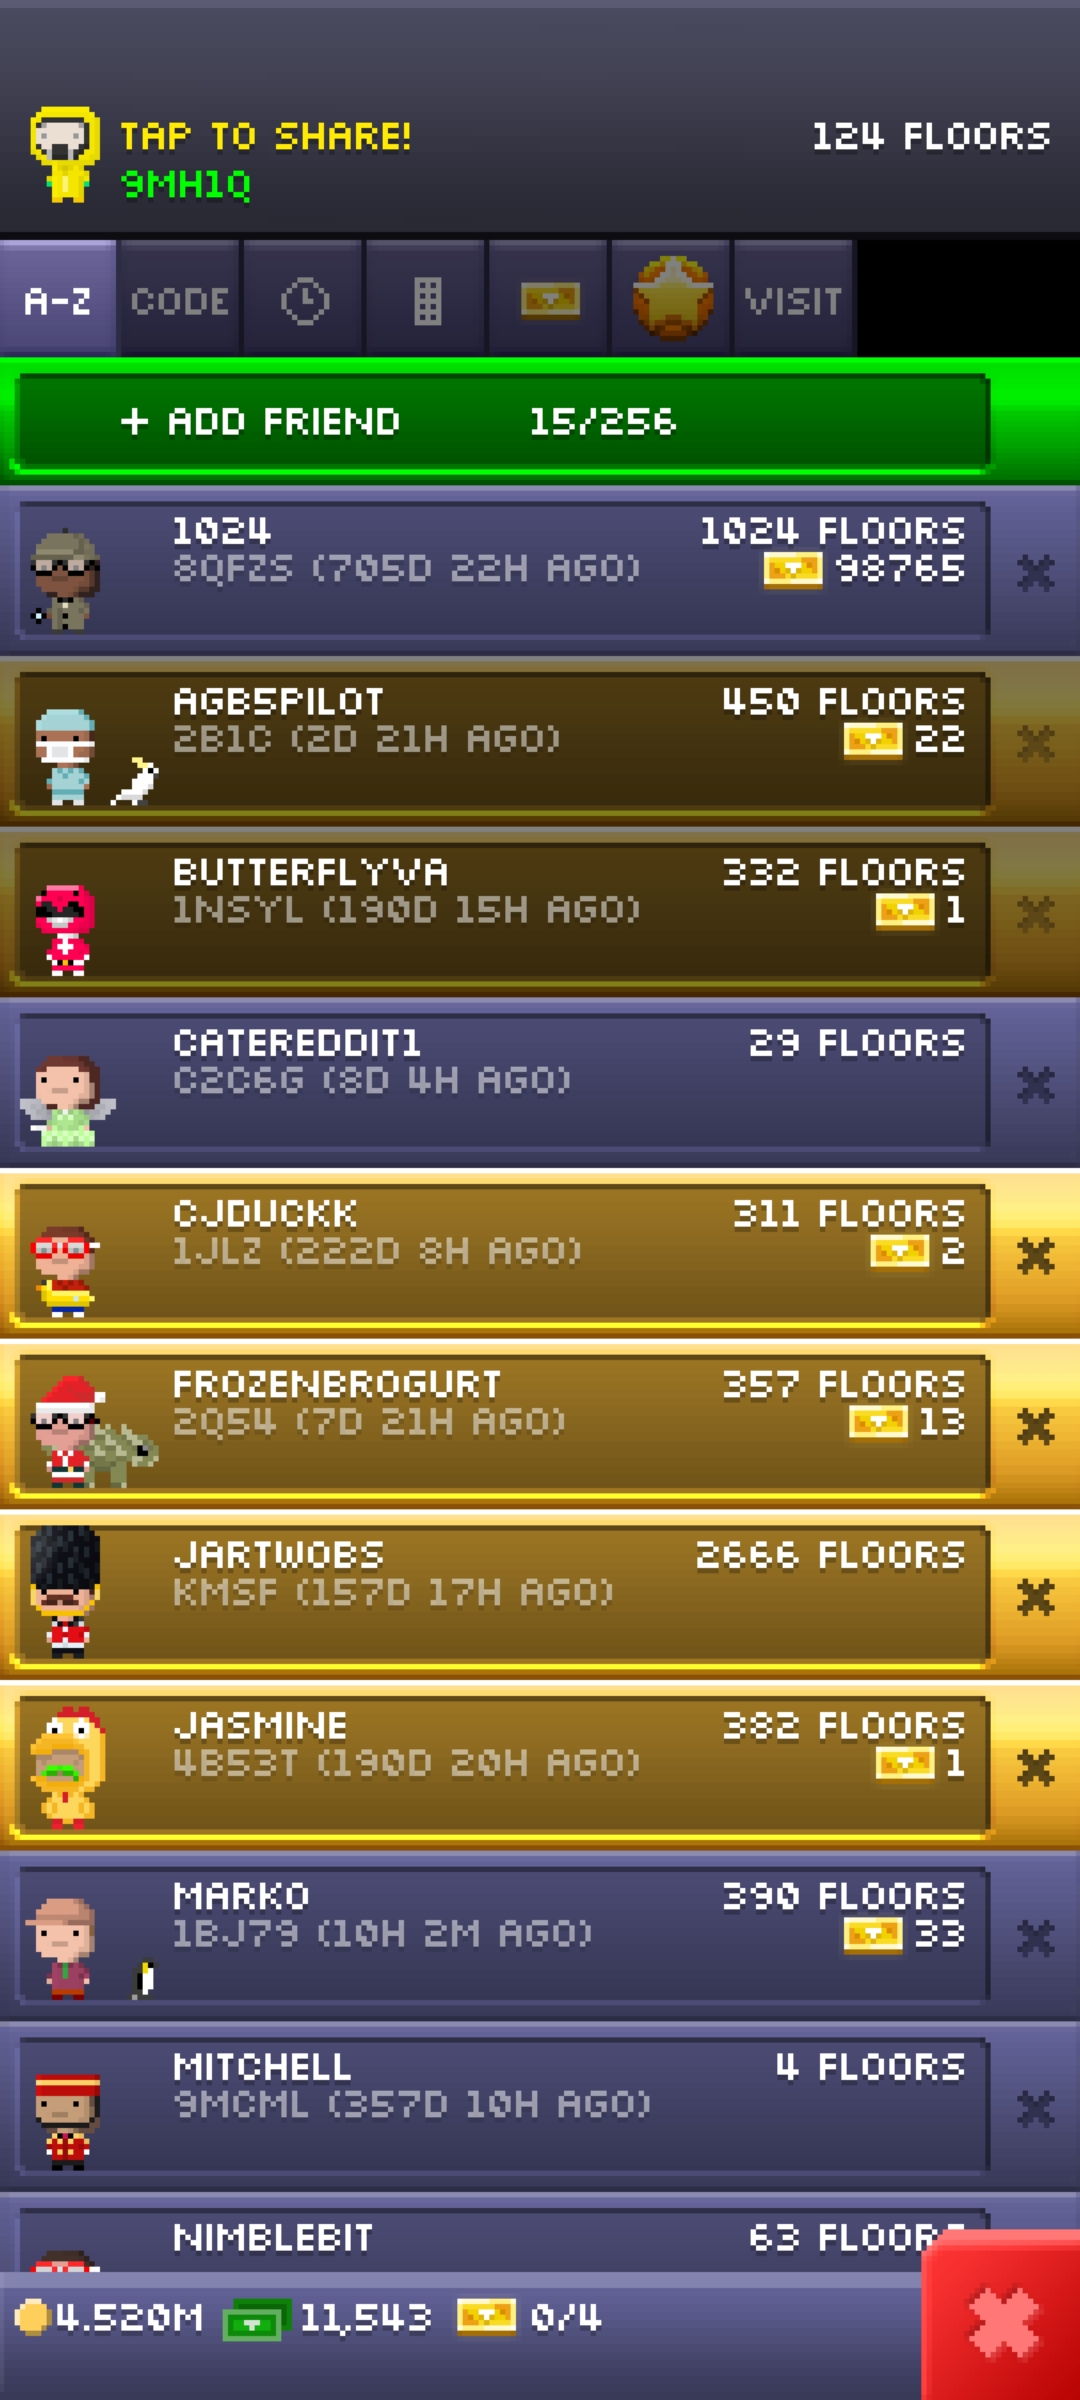 TAP TO SHARE! 124 FLOORS
9MH1Q
A-Z CODE VISIT
+ ADD FRIEND 15/256
1024 1024 FLOORS
8QFZS (705D 22H AGO) 98765
AGB5PILOT 450 FLOORS
2B1C (2D 21H AGO) 22
BUTTERFLYVA 332 FLOORS
1NSYL (190D 15H AGO) 1
CATEREDDIT1 29 FLOORS
C2C6G (8D 4H AGO)
CJDUCKK 311 FLOORS
1JLZ (222D 8H AGO) 2
FROZENBROGURT 357 FLOORS
2Q54 (7D 21H AGO) 13
JARTWOBS 2666 FLOORS
KMSF (157D 17H AGO)
JASMINE 382 FLOORS
4B53T (190D 20H AGO) 1
MARKO 390 FLOORS
1BJ79 (10H 2M AGO) 33
MITCHELL 4 FLOORS
9MCML (357D 10H AGO)
NIMBLEBIT 63 FLOORS
4.520M 11,543 0/4